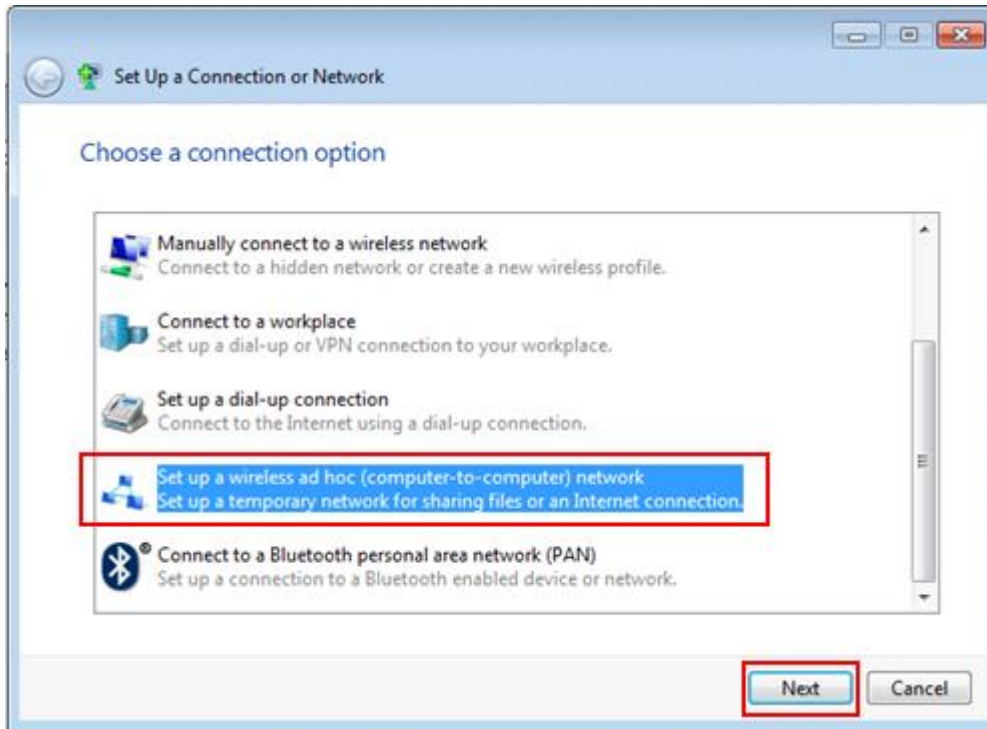 Set Up a Connection or Network
Choose a connection option
Manually connect to a wireless network
Connect to a hidden network or create a new wireless profile.
Connect to a workplace
Set up a dial-up or VPN connection to your workplace.
Set up a dial-up connection
Connect to the Internet using a dial-up connection.
Set up a wireless ad hoc (computer-to-computer) network
Set up a temporary network for sharing files or an Internet connection.
® Connect to a Bluetooth personal area network (PAN)
Set up a connection to a Bluetooth enabled device or network.
Next Cancel